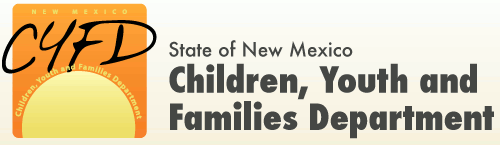 NEW MEXICO
CYFD
Children, Youth and Families Department
State of New Mexico
Children, Youth and
Families Department